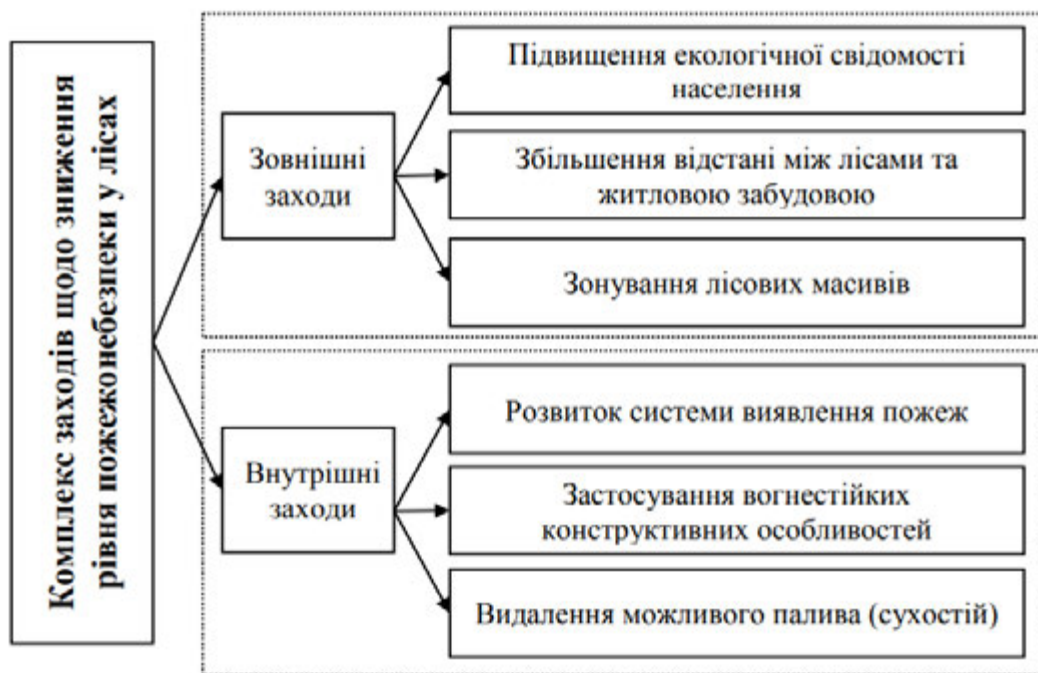 Комплекс заходів щодо зниження
рівня пожежонебезпеки у лісах
Зовнішні
заходи
Підвищення екологічної свідомості
населення
Збільшення відстані між лісами та
житловою забудовою
Зонування лісових масивів
Внутрішні
заходи
Розвиток системи виявлення пожеж
Застосування вогнестійких
конструктивних особливостей
Видалення можливого палива (сухостій)